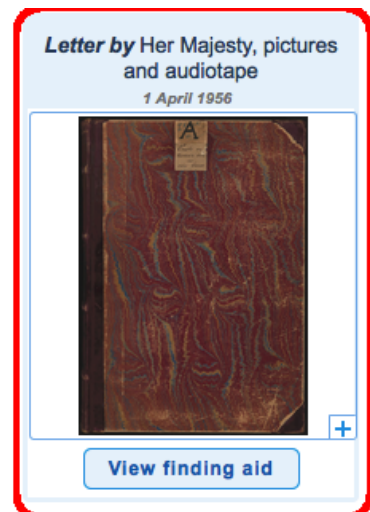 Letter by Her Majesty, pictures
and audiotape
1 April 1956
A
View finding aid